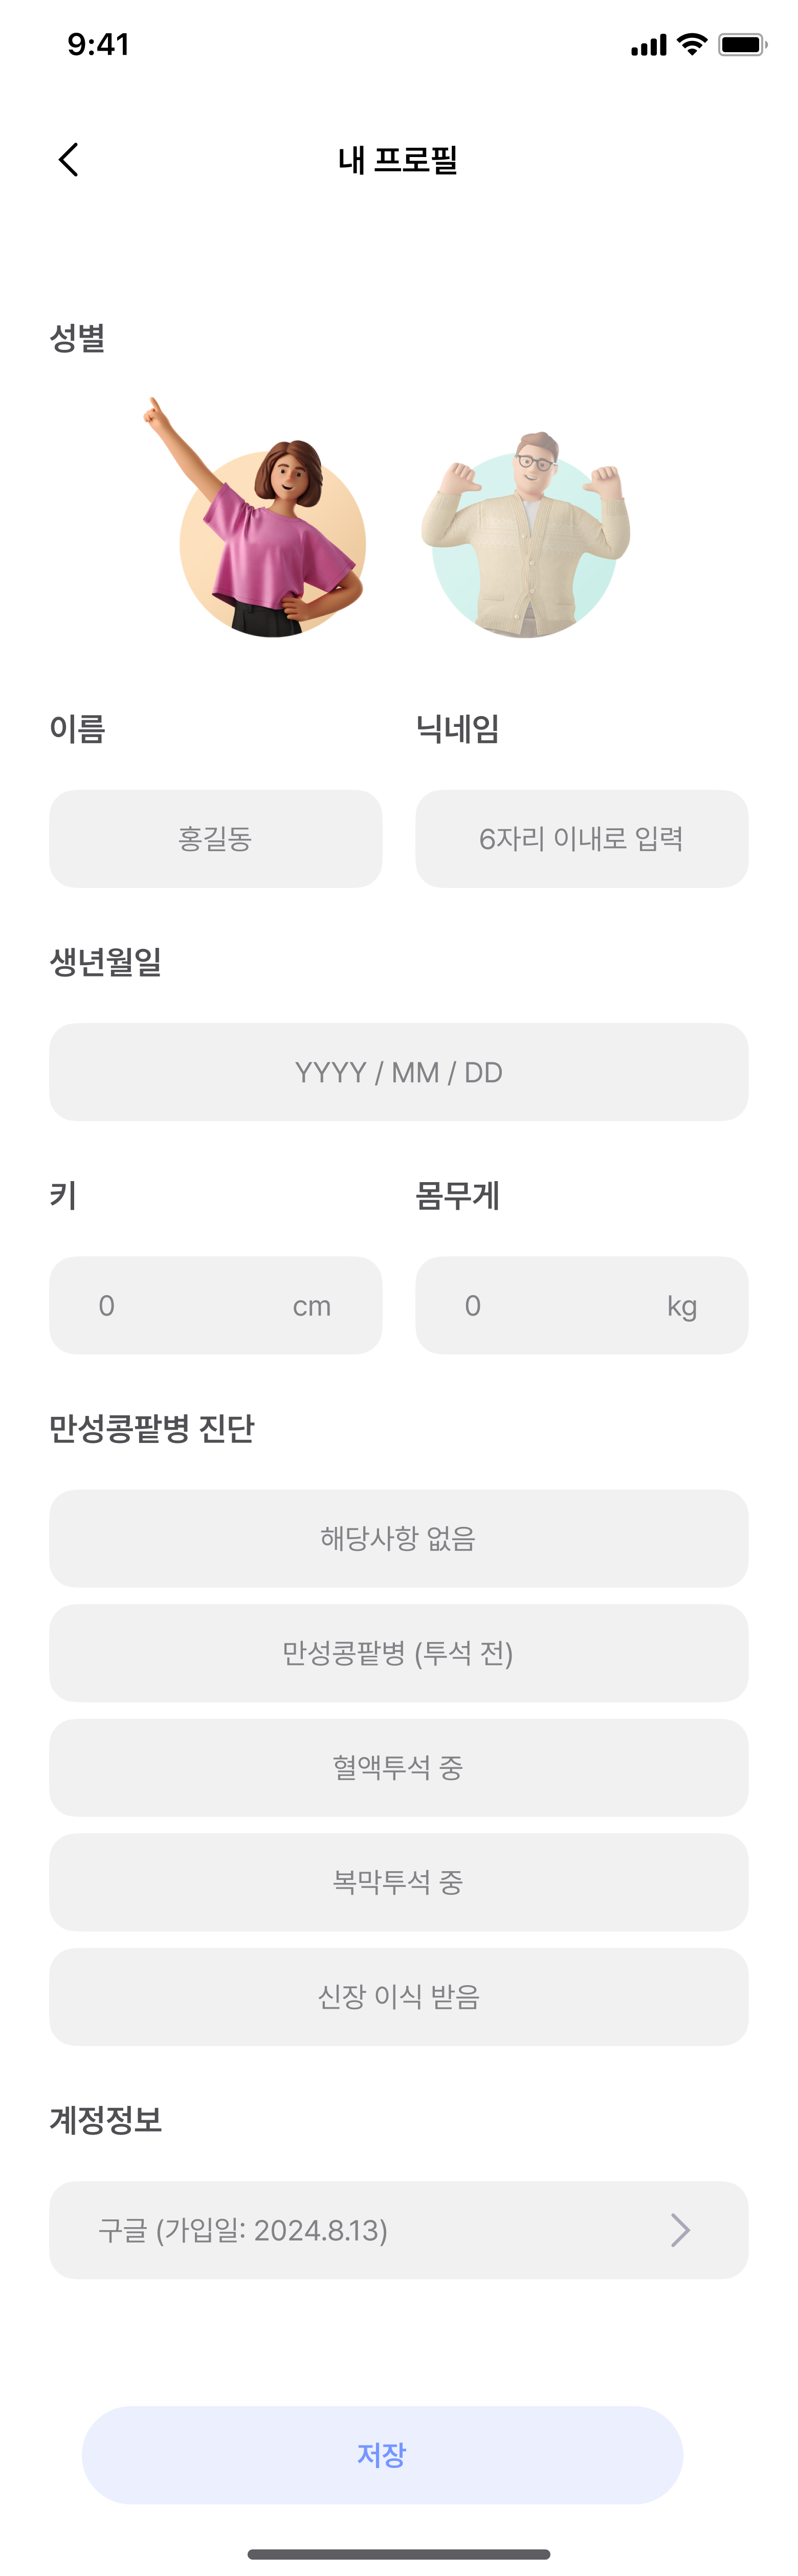 9:41
내 프로필
성별
이름
닉네임
홍길동
6자리 이내로 입력
생년월일
YYYY / MM / DD
키
몸무게
0 cm
0 kg
만성콩팥병 진단
해당사항 없음
만성콩팥병 (투석 전)
혈액투석 중
복막투석 중
신장 이식 받음
계정정보
구글 (가입일: 2024.8.13)
저장